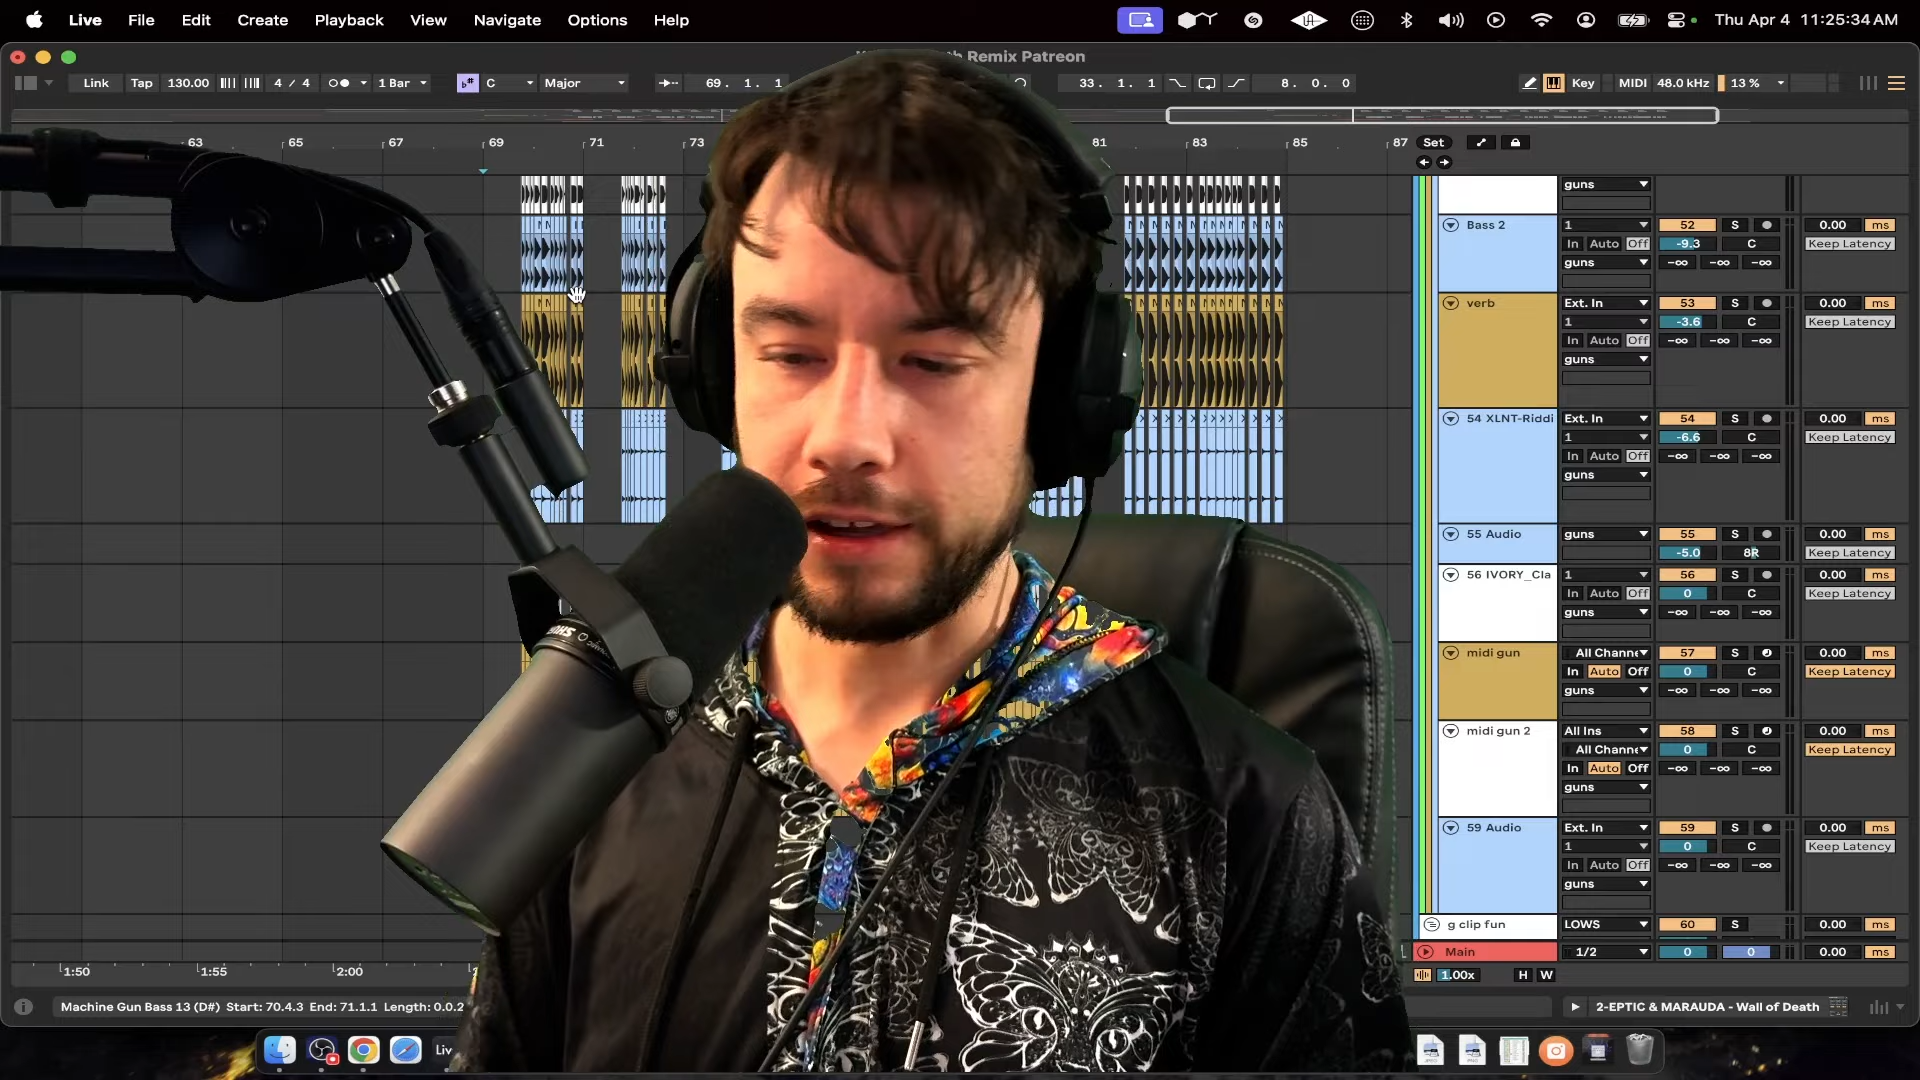 Live File Edit Create Playback View Navigate Options Help Thu Apr 4 11:25:34 AM
Remix Patreon
Link Tap 130.00 4 / 4 1 Bar C Major 69. 1. 1 33. 1. 1 8. 0. 0 Key MIDI 48.0 kHz 13 %
63 65 67 69 71 73 81 83 85 87 Set
guns
Bass 2 1 52 S 0.00 ms
In Auto Off -9.3 C Keep Latency
guns -∞ -∞ -∞
verb Ext. In 53 S 0.00 ms
1 -3.6 C Keep Latency
In Auto Off -∞ -∞ -∞
guns
54 XLNT-Riddi Ext. In 54 S 0.00 ms
1 -6.6 C Keep Latency
In Auto Off -∞ -∞ -∞
guns
55 Audio guns 55 S 0.00 ms
-5.0 8R Keep Latency
56 IVORY_Cla 1 56 S 0.00 ms
In Auto Off 0 C Keep Latency
guns -∞ -∞ -∞
midi gun All Channe 57 S 0.00 ms
In Auto Off 0 C Keep Latency
guns -∞ -∞ -∞
midi gun 2 All Ins 58 S 0.00 ms
All Channe 0 C Keep Latency
In Auto Off -∞ -∞ -∞
guns
59 Audio Ext. In 59 S 0.00 ms
1 0 C Keep Latency
In Auto Off -∞ -∞ -∞
guns
g clip fun LOWS 60 S 0.00 ms
Main 1/2 0 0 0.00 ms
1:50 1:55 2:00 1.00x H W
Machine Gun Bass 13 (D#) Start: 70.4.3 End: 71.1.1 Length: 0.0.2 2-EPTIC & MARAUDA - Wall of Death
Liv
SHURE